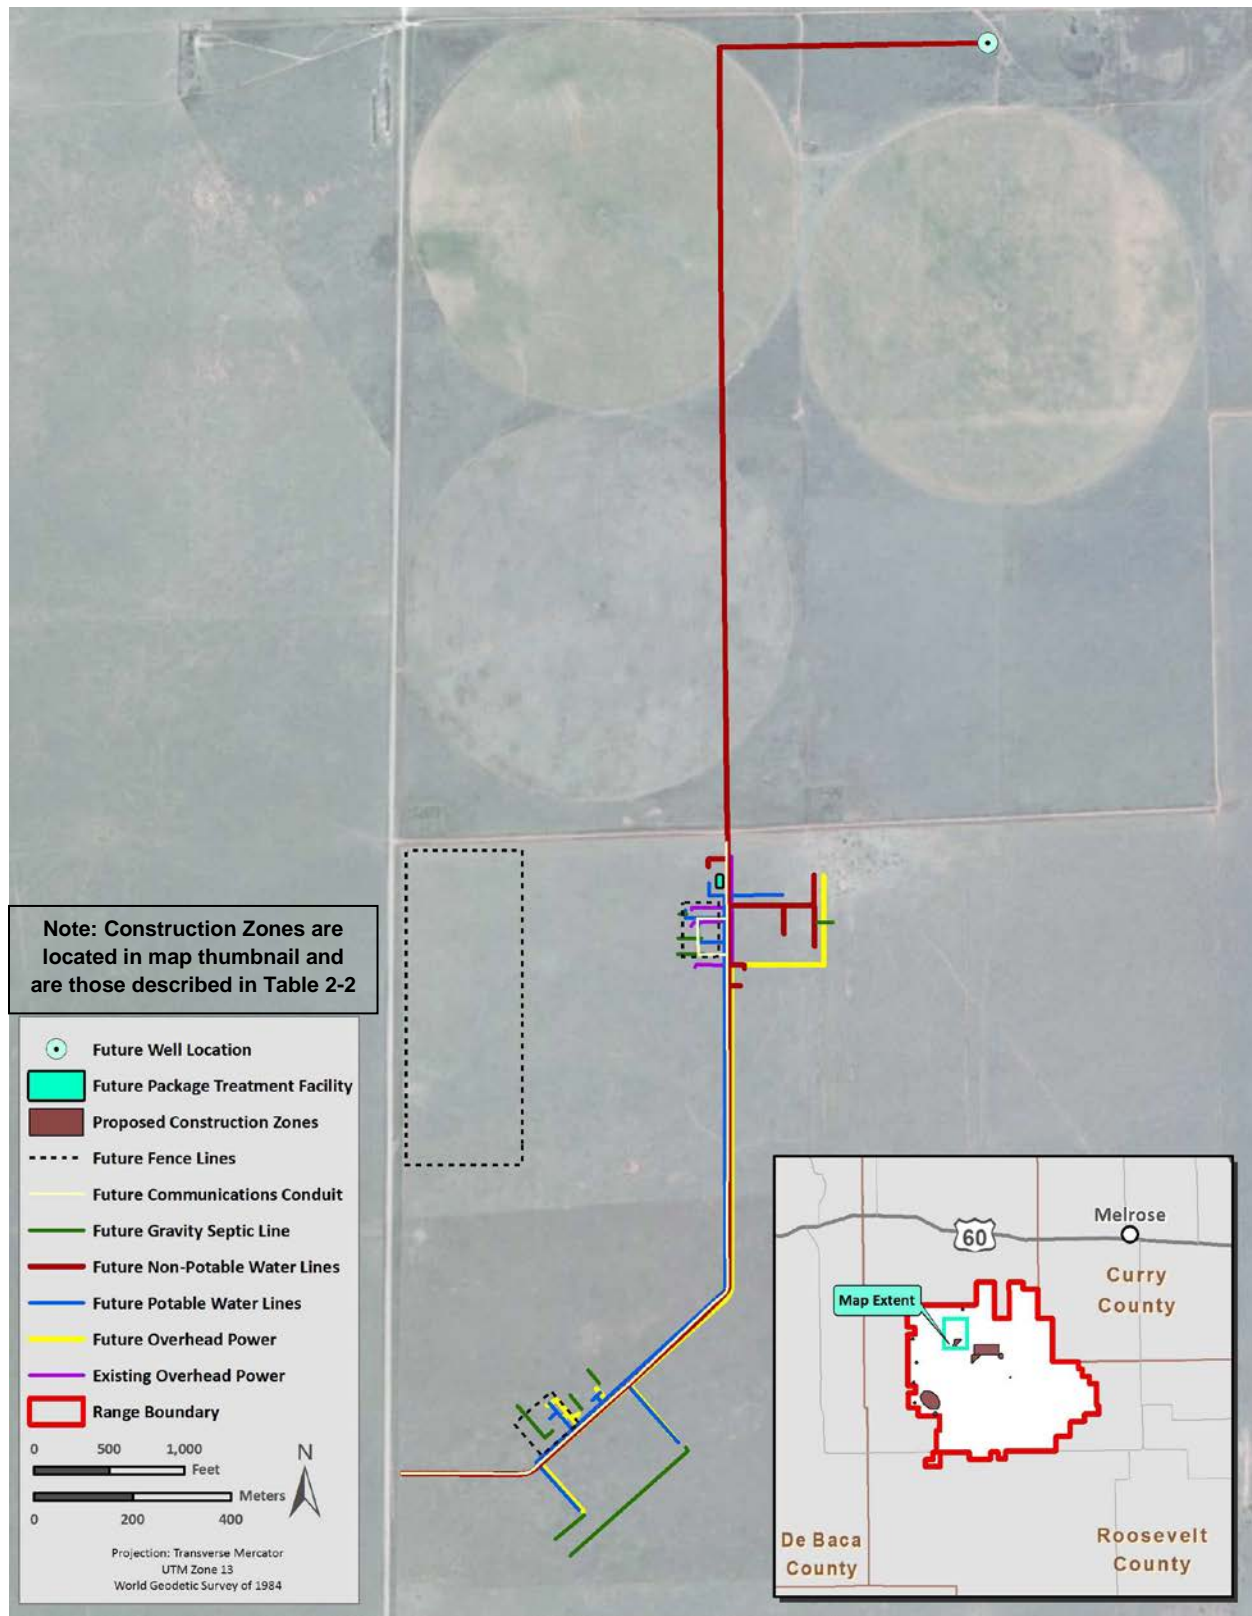 Note: Construction Zones are
located in map thumbnail and
are those described in Table 2-2
Future Well Location
Future Package Treatment Facility
Proposed Construction Zones
Future Fence Lines
Future Communications Conduit
Future Gravity Septic Line
Future Non-Potable Water Lines
Future Potable Water Lines
Future Overhead Power
Existing Overhead Power
Range Boundary
0 500 1,000
Feet
Meters
0 200 400
N
Projection: Transverse Mercator
UTM Zone 13
World Geodetic Survey of 1984
Melrose
60
Curry
County
Map Extent
De Baca
County
Roosevelt
County